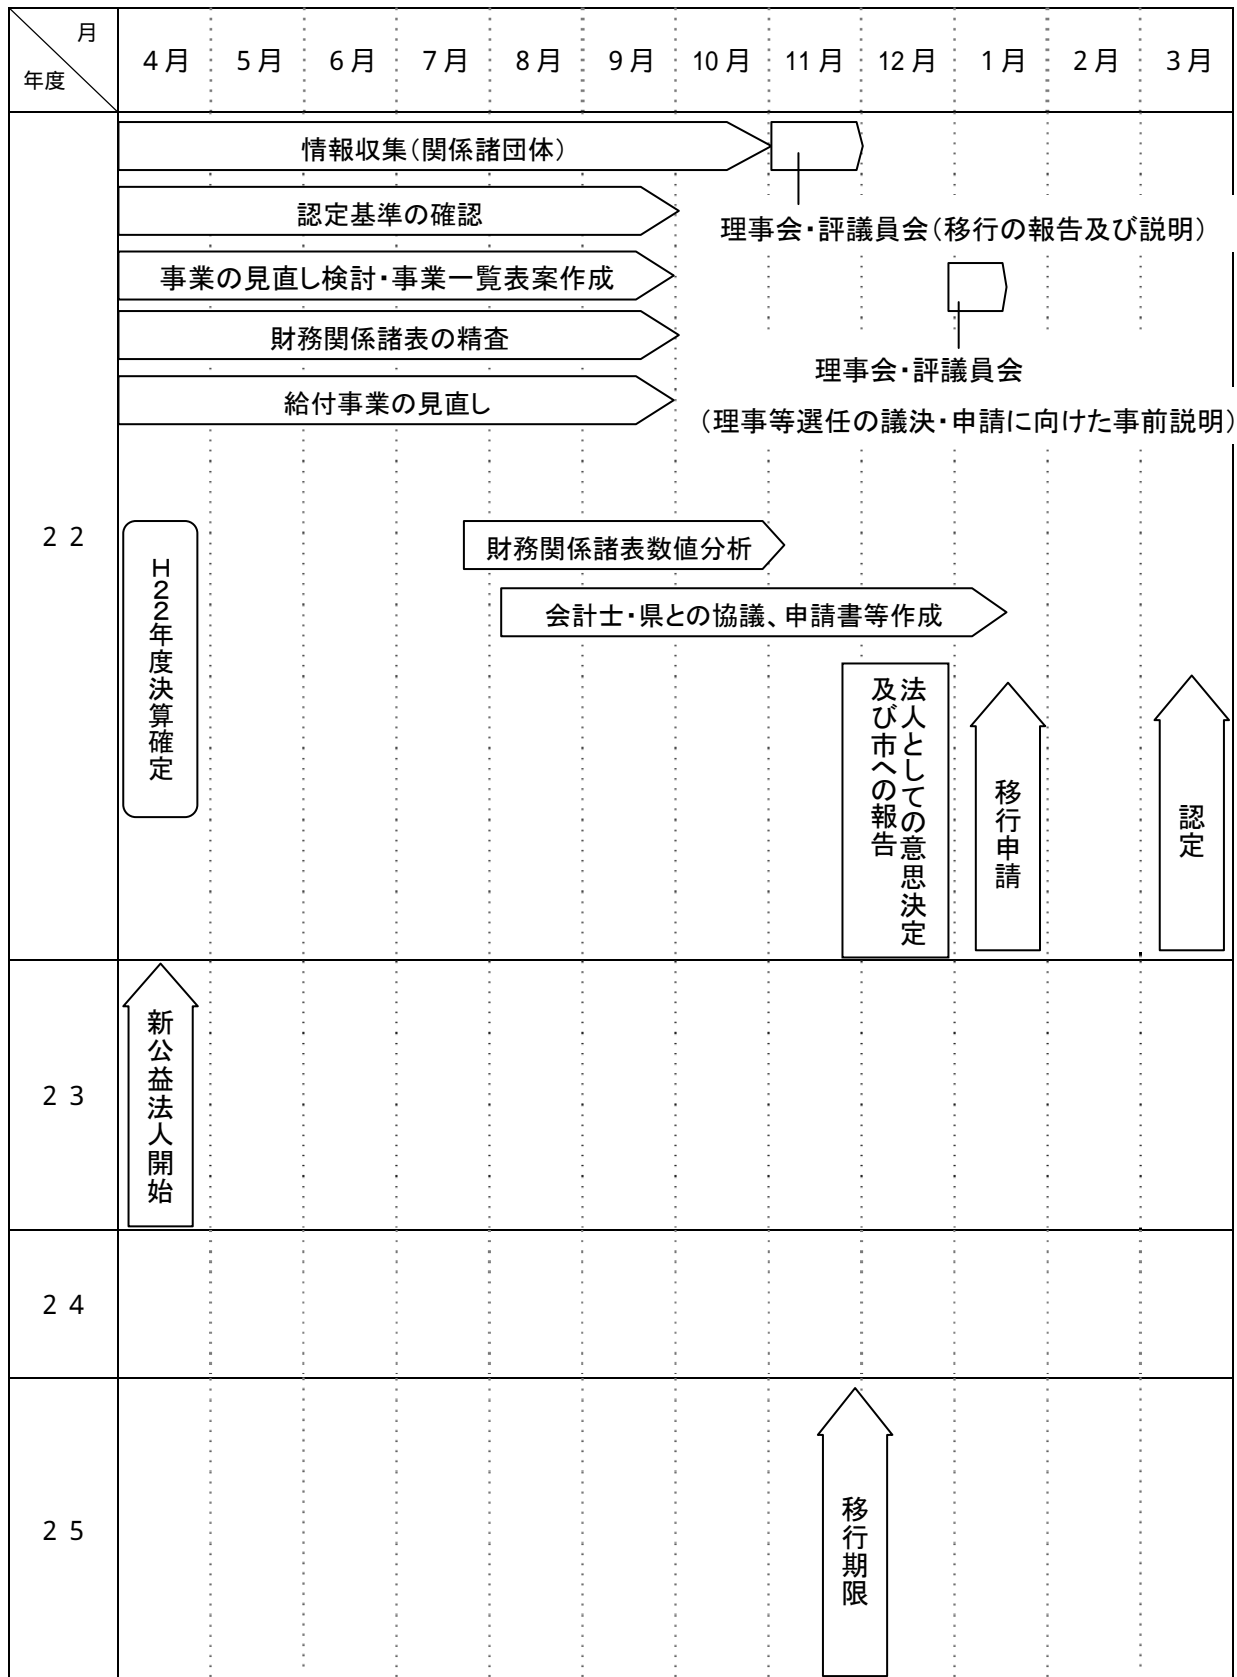 月
年度
4月 5月 6月 7月 8月 9月 10月 11月 12月 1月 2月 3月
22
情報収集(関係諸団体)
理事会・評議員会(移行の報告及び説明)
認定基準の確認
事業の見直し検討・事業一覧表案作成
財務関係諸表の精査
理事会・評議員会
(理事等選任の議決・申請に向けた事前説明)
給付事業の見直し
財務関係諸表数値分析
会計士・県との協議、申請書等作成
H22年度決算確定
法人としての意思決定
及び市への報告
移行申請
認定
23
新公益法人開始
24
25
移行期限